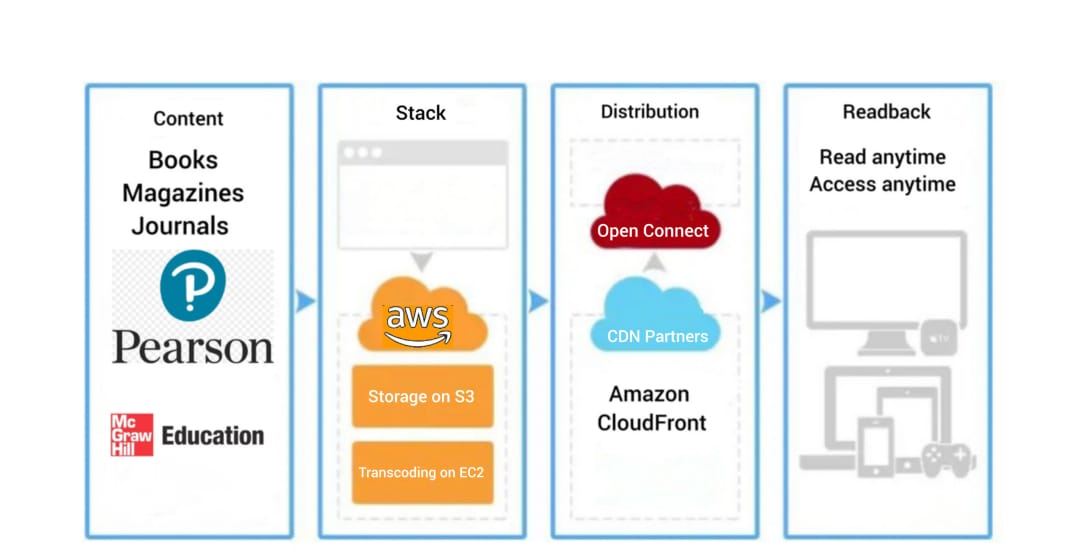 Content
Books
Magazines
Journals
Pearson
Mc
Graw
Hill
Education
Stack
aws
Storage on S3
Transcoding on EC2
Distribution
Open Connect
CDN Partners
Amazon
CloudFront
Readback
Read anytime
Access anytime
tv